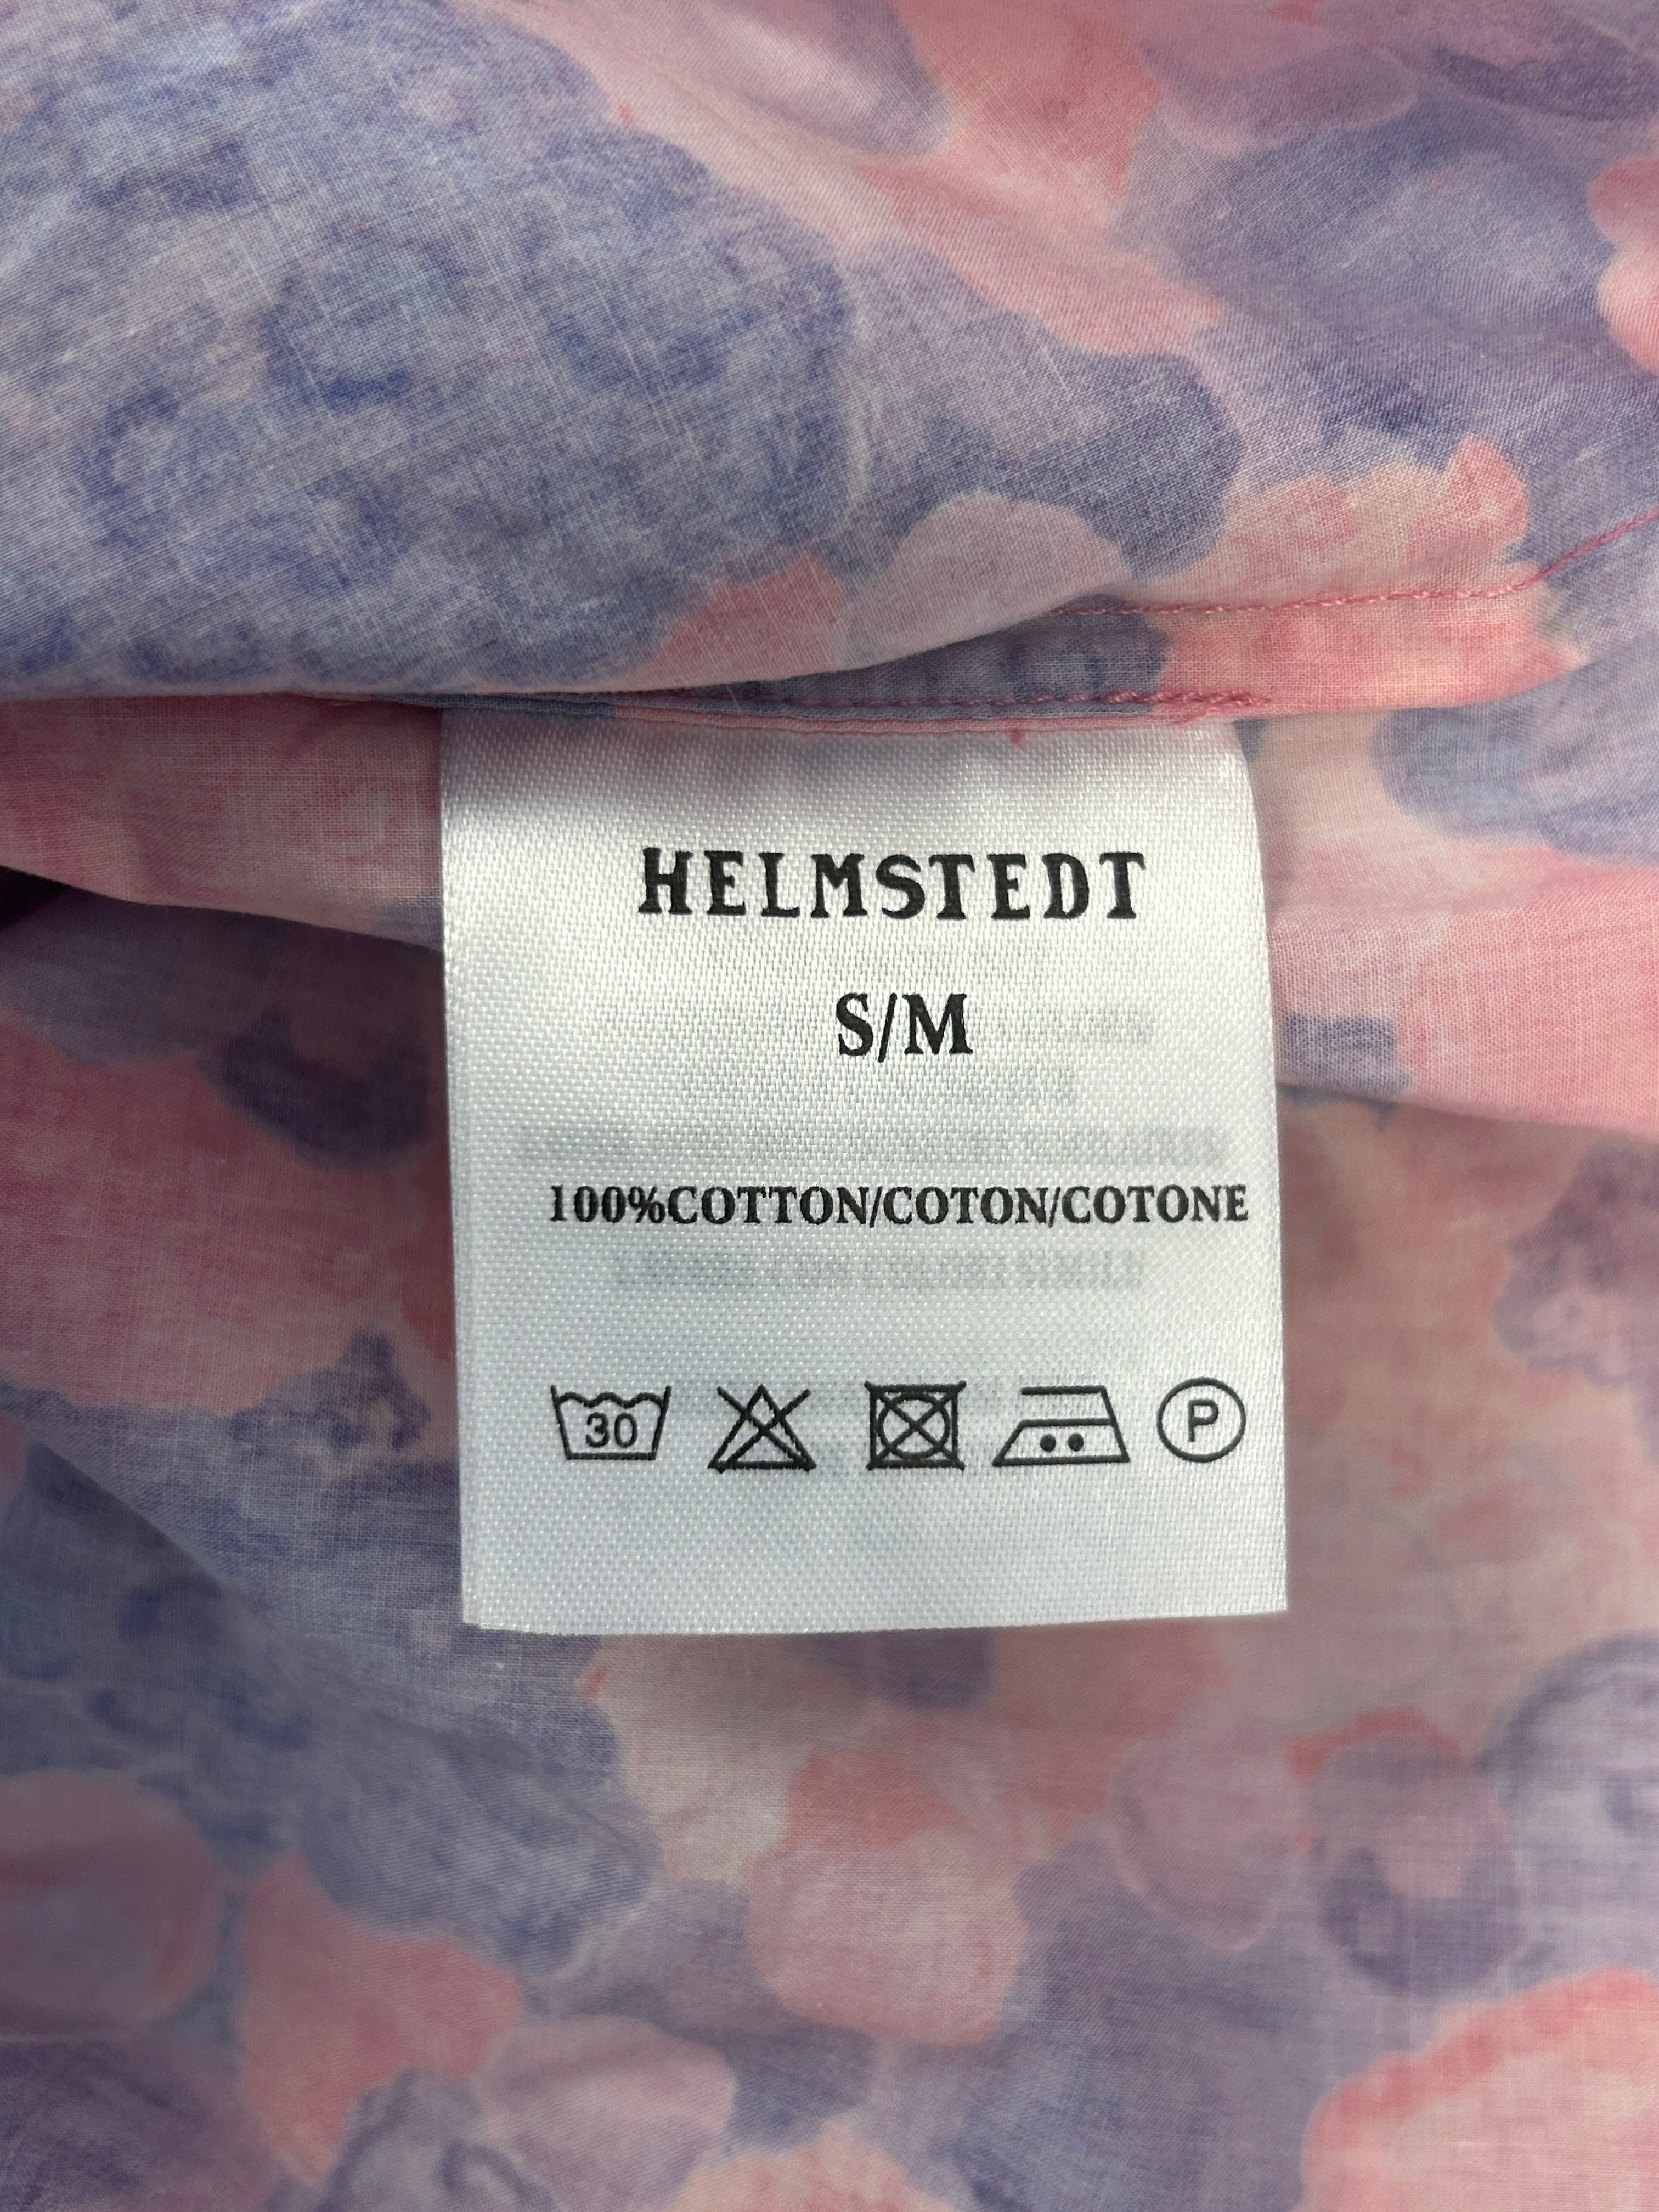 HELMSTEDT
S/M
100%COTTON/COTON/COTONE
30 P